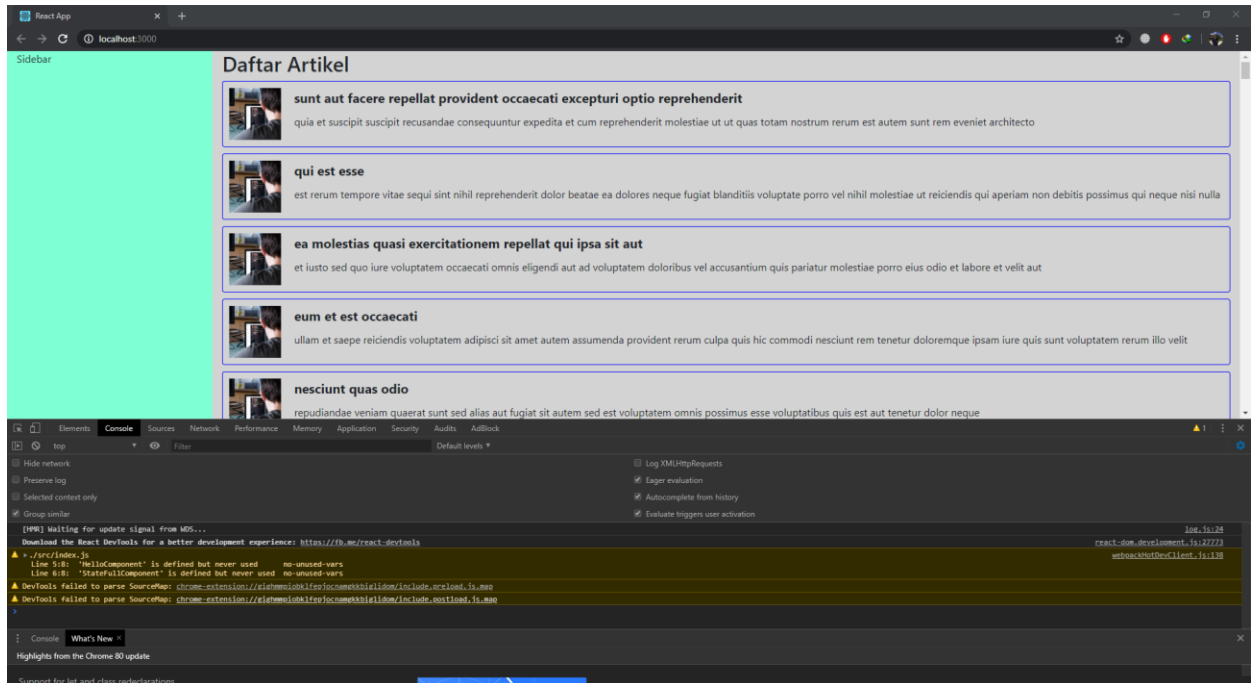 React App
localhost:3000
Sidebar
Daftar Artikel
sunt aut facere repellat provident occaecati excepturi optio reprehenderit
quia et suscipit suscipit recusandae consequuntur expedita et cum reprehenderit molestiae ut ut quas totam nostrum rerum est autem sunt rem eveniet architecto
qui est esse
est rerum tempore vitae sequi sint nihil reprehenderit dolor beatae ea dolores neque fugiat blanditiis voluptate porro vel nihil molestiae ut reiciendis qui aperiam non debitis possimus qui neque nisi nulla
ea molestias quasi exercitationem repellat qui ipsa sit aut
et iusto sed quo iure voluptatem occaecati omnis eligendi aut ad voluptatem doloribus vel accusantium quis pariatur molestiae porro eius odio et labore et velit aut
eum et est occaecati
ullam et saepe reiciendis voluptatem adipisci sit amet autem assumenda provident rerum culpa quis hic commodi nesciunt rem tenetur doloremque ipsam iure quis sunt voluptatem rerum illo velit
nesciunt quas odio
repudiandae veniam quaerat sunt sed alias aut fugiat sit autem sed est voluptatem omnis possimus esse voluptatibus quis est aut tenetur dolor neque
Elements Console Sources Network Performance Memory Application Security Audits AdBlock 1
top Filter Default levels
Hide network Log XMLHttpRequests
Preserve log Eager evaluation
Selected context only Autocomplete from history
Group similar Evaluate triggers user activation
[HMR] Waiting for update signal from WDS... log.js:24
Download the React DevTools for a better development experience: https://fb.me/react-devtools react-dom.development.js:27773
./src/index.js webpackHotDevClient.js:138
Line 5:8: 'HelloComponent' is defined but never used no-unused-vars
Line 6:8: 'StateFullComponent' is defined but never used no-unused-vars
DevTools failed to parse SourceMap: chrome-extension://gighmmpiobklfepjocnamgkkbiglidom/include.preload.js.map
DevTools failed to parse SourceMap: chrome-extension://gighmmpiobklfepjocnamgkkbiglidom/include.postload.js.map
Console What's New
Highlights from the Chrome 80 update
Support for let and class redeclarations